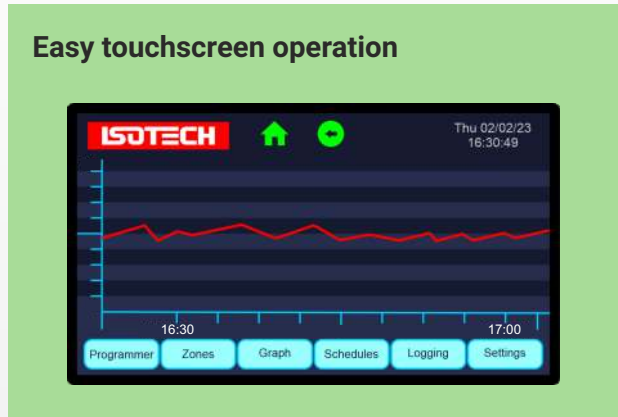 Easy touchscreen operation
ISOTECH
Thu 02/02/23
16:30:49
16:30
17:00
Programmer
Zones
Graph
Schedules
Logging
Settings